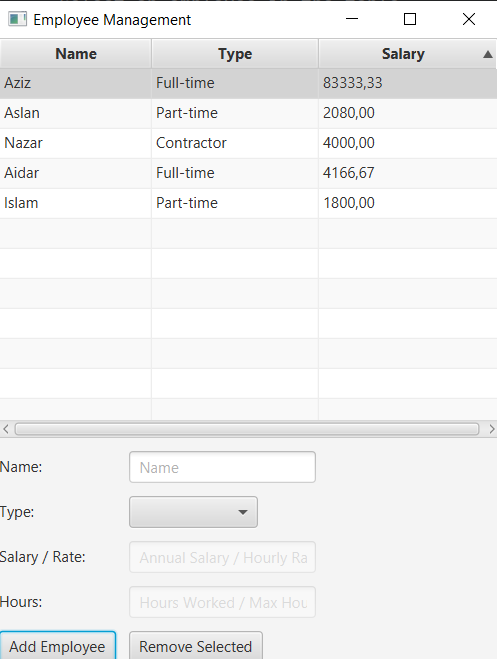 Employee Management
Name Type Salary
Aziz Full-time 83333,33
Aslan Part-time 2080,00
Nazar Contractor 4000,00
Aidar Full-time 4166,67
Islam Part-time 1800,00
Name: Name
Type:
Salary / Rate: Annual Salary / Hourly Ra
Hours: Hours Worked / Max Hou
Add Employee Remove Selected